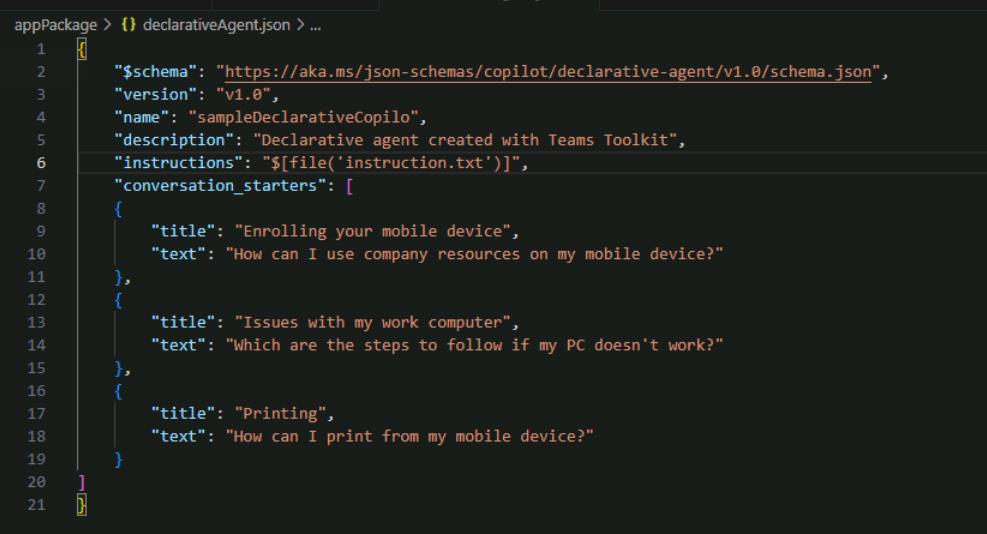 appPackage > {} declarativeAgent.json > ...
1 {
2 "$schema": "https://aka.ms/json-schemas/copilot/declarative-agent/v1.0/schema.json",
3 "version": "v1.0",
4 "name": "sampleDeclarativeCopilo",
5 "description": "Declarative agent created with Teams Toolkit",
6 "instructions": "$[file('instruction.txt')]",
7 "conversation_starters": [
8 {
9 "title": "Enrolling your mobile device",
10 "text": "How can I use company resources on my mobile device?"
11 },
12 {
13 "title": "Issues with my work computer",
14 "text": "Which are the steps to follow if my PC doesn't work?"
15 },
16 {
17 "title": "Printing",
18 "text": "How can I print from my mobile device?"
19 }
20 ]
21 }